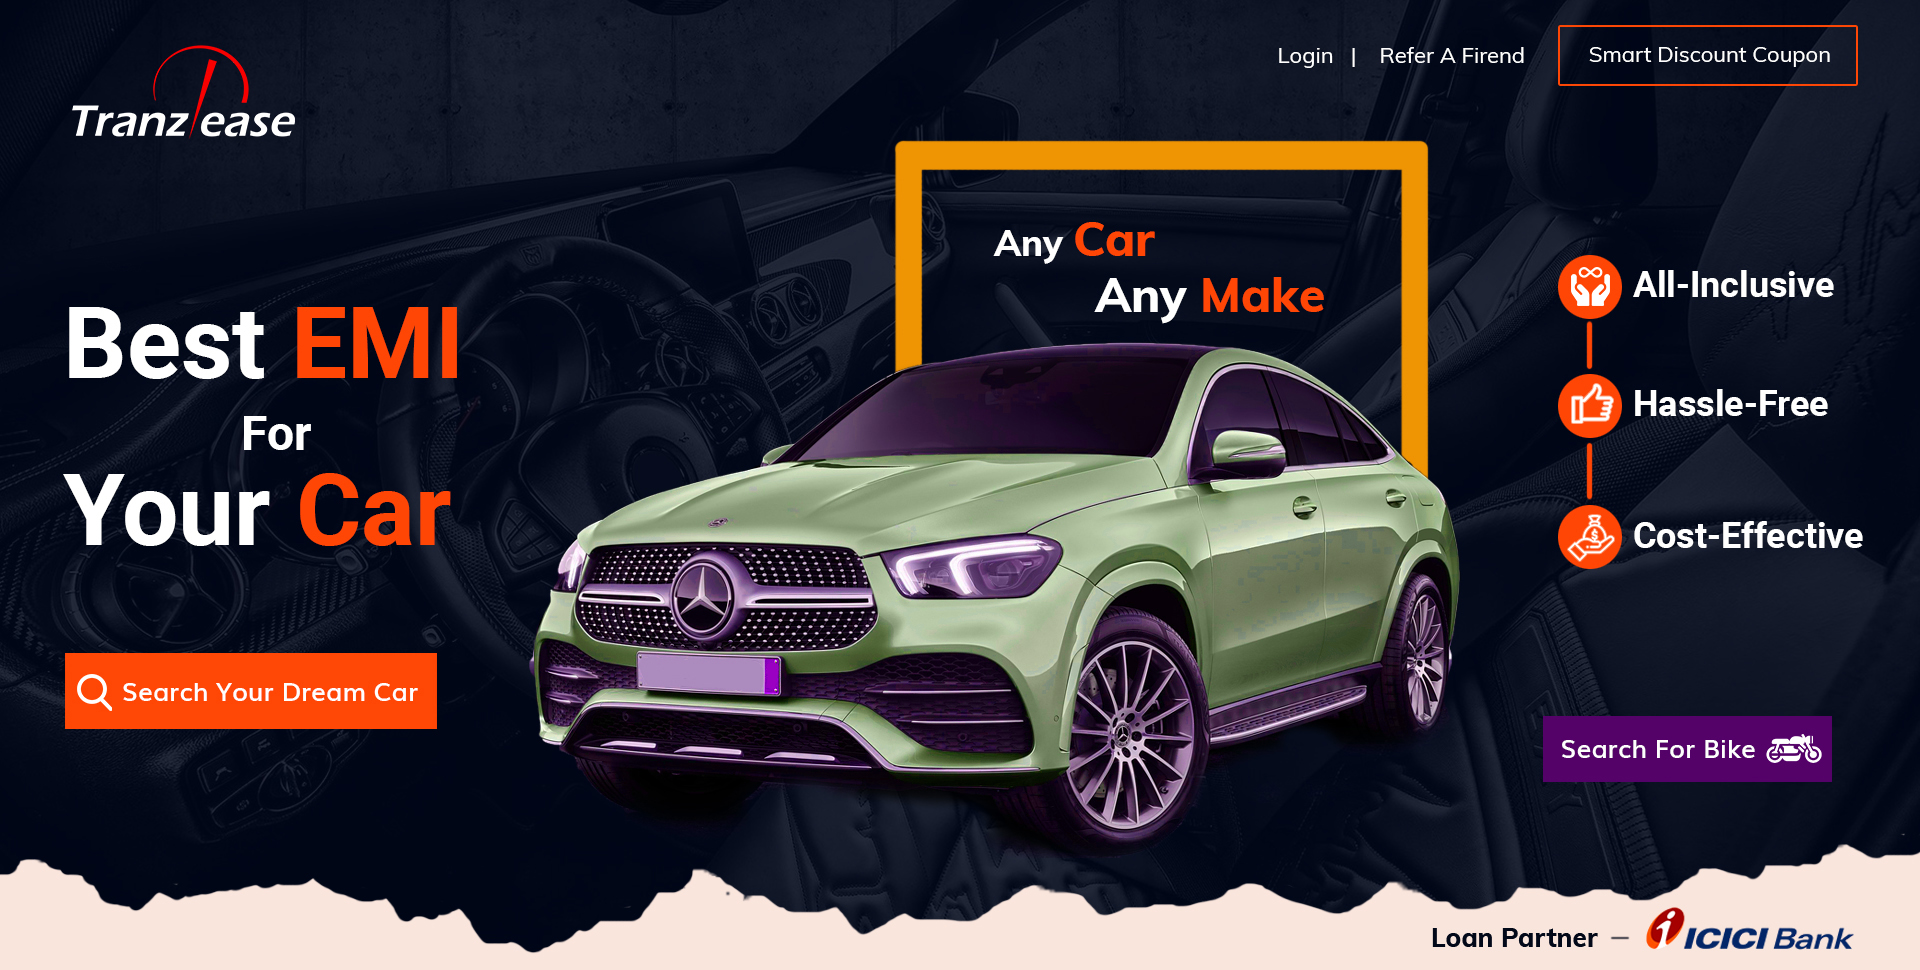 Tranzlease
Login | Refer A Firend
Smart Discount Coupon
Any Car
Any Make
Best EMI
For
Your Car
All-Inclusive
Hassle-Free
Cost-Effective
Search Your Dream Car
Search For Bike
Loan Partner – ICICI Bank